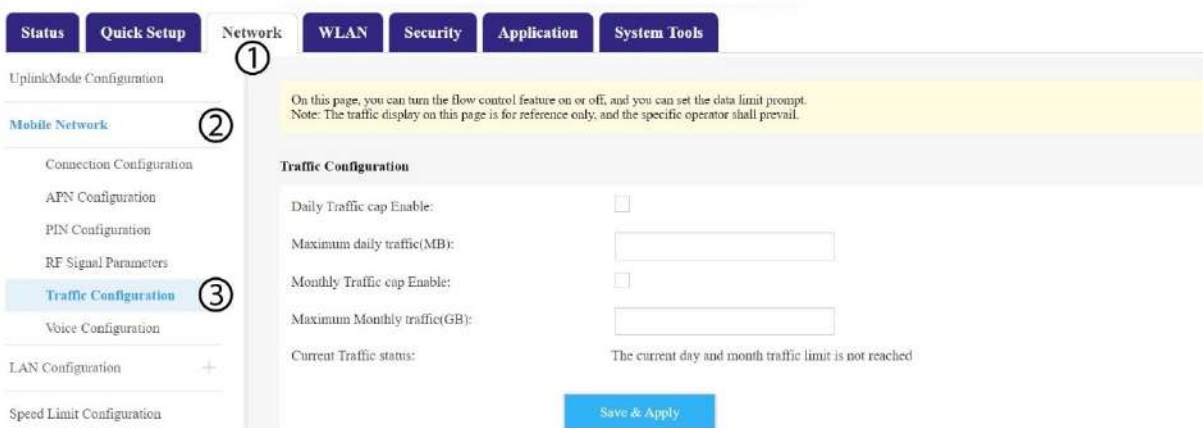 Status Quick Setup Network WLAN Security Application System Tools
①
UplinkMode Configuration
Mobile Network ②
Connection Configuration
APN Configuration
PIN Configuration
RF Signal Parameters
Traffic Configuration ③
Voice Configuration
LAN Configuration +
Speed Limit Configuration
On this page, you can turn the flow control feature on or off, and you can set the data limit prompt.
Note: The traffic display on this page is for reference only, and the specific operator shall prevail.
Traffic Configuration
Daily Traffic cap Enable:
Maximum daily traffic(MB):
Monthly Traffic cap Enable:
Maximum Monthly traffic(GB):
Current Traffic status: The current day and month traffic limit is not reached
Save & Apply